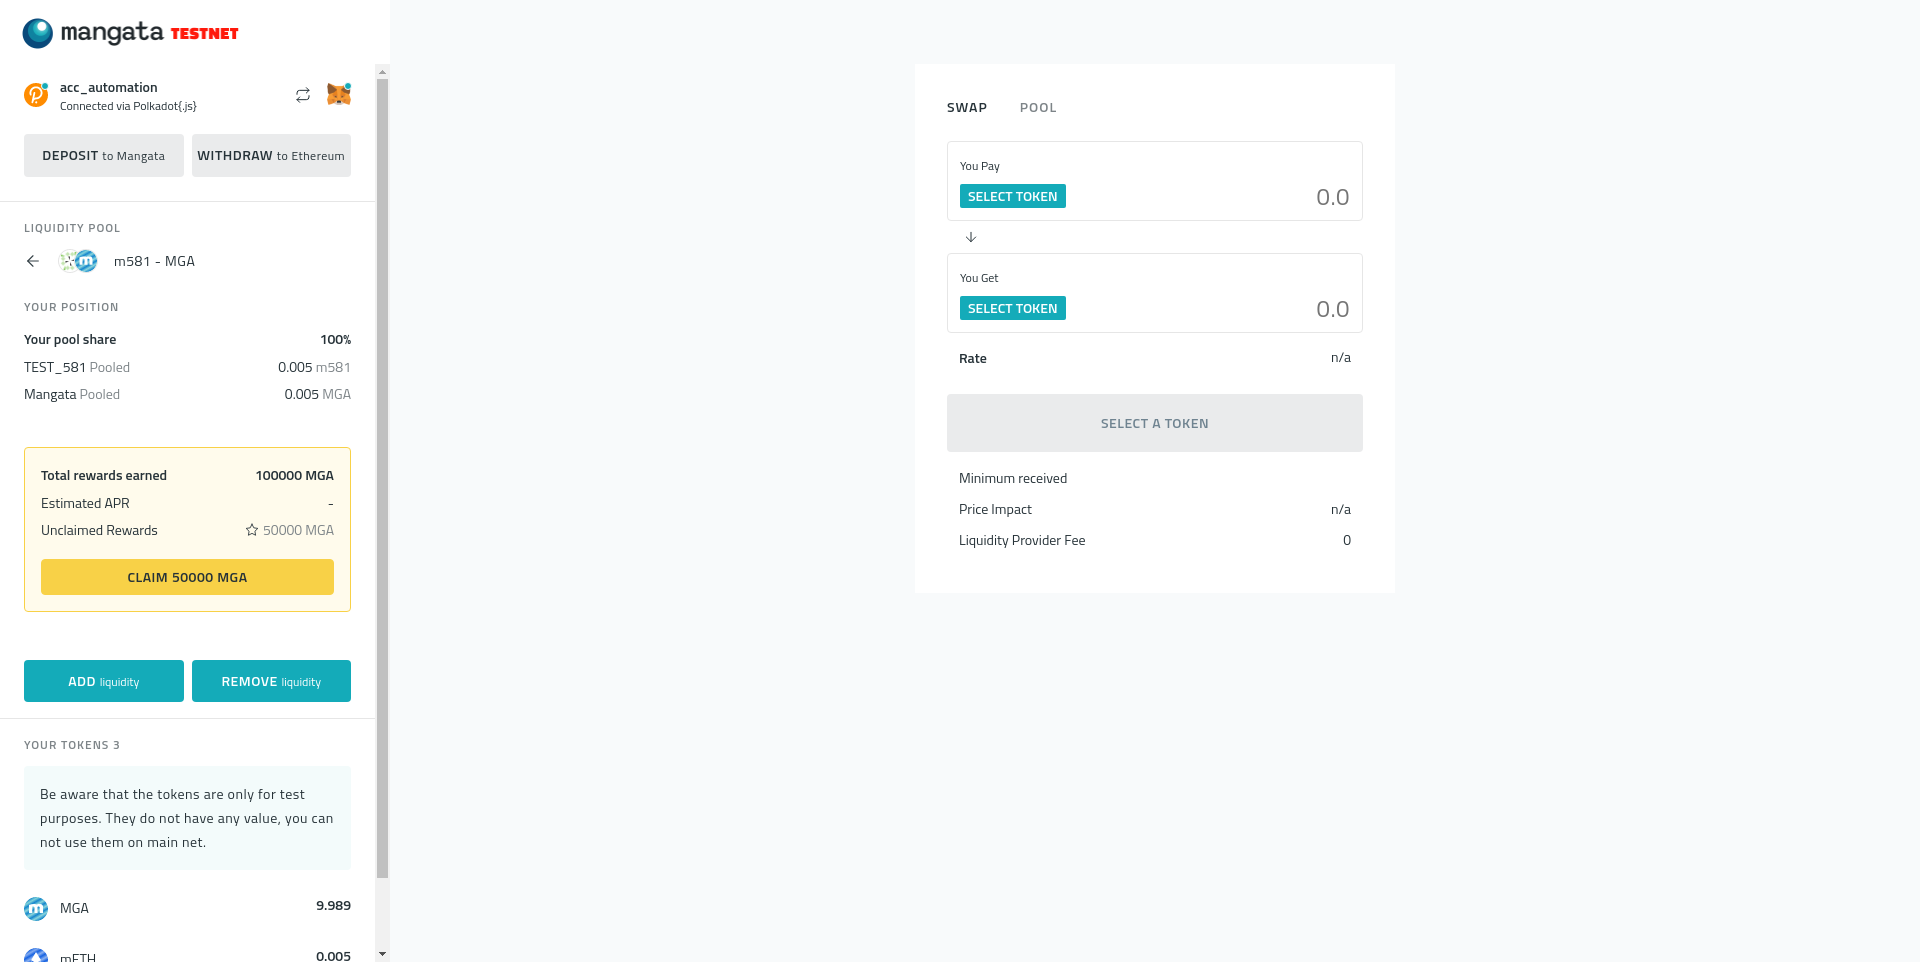 mangata TESTNET
acc_automation
Connected via Polkadot{.js}
DEPOSIT to Mangata
WITHDRAW to Ethereum
LIQUIDITY POOL
m581 - MGA
YOUR POSITION
Your pool share 100%
TEST_581 Pooled 0.005 m581
Mangata Pooled 0.005 MGA
Total rewards earned 100000 MGA
Estimated APR -
Unclaimed Rewards 50000 MGA
CLAIM 50000 MGA
ADD liquidity
REMOVE liquidity
YOUR TOKENS 3
Be aware that the tokens are only for test
purposes. They do not have any value, you can
not use them on main net.
MGA 9.989
mETH 0.005
SWAP POOL
You Pay
SELECT TOKEN 0.0
You Get
SELECT TOKEN 0.0
Rate n/a
SELECT A TOKEN
Minimum received
Price Impact n/a
Liquidity Provider Fee 0